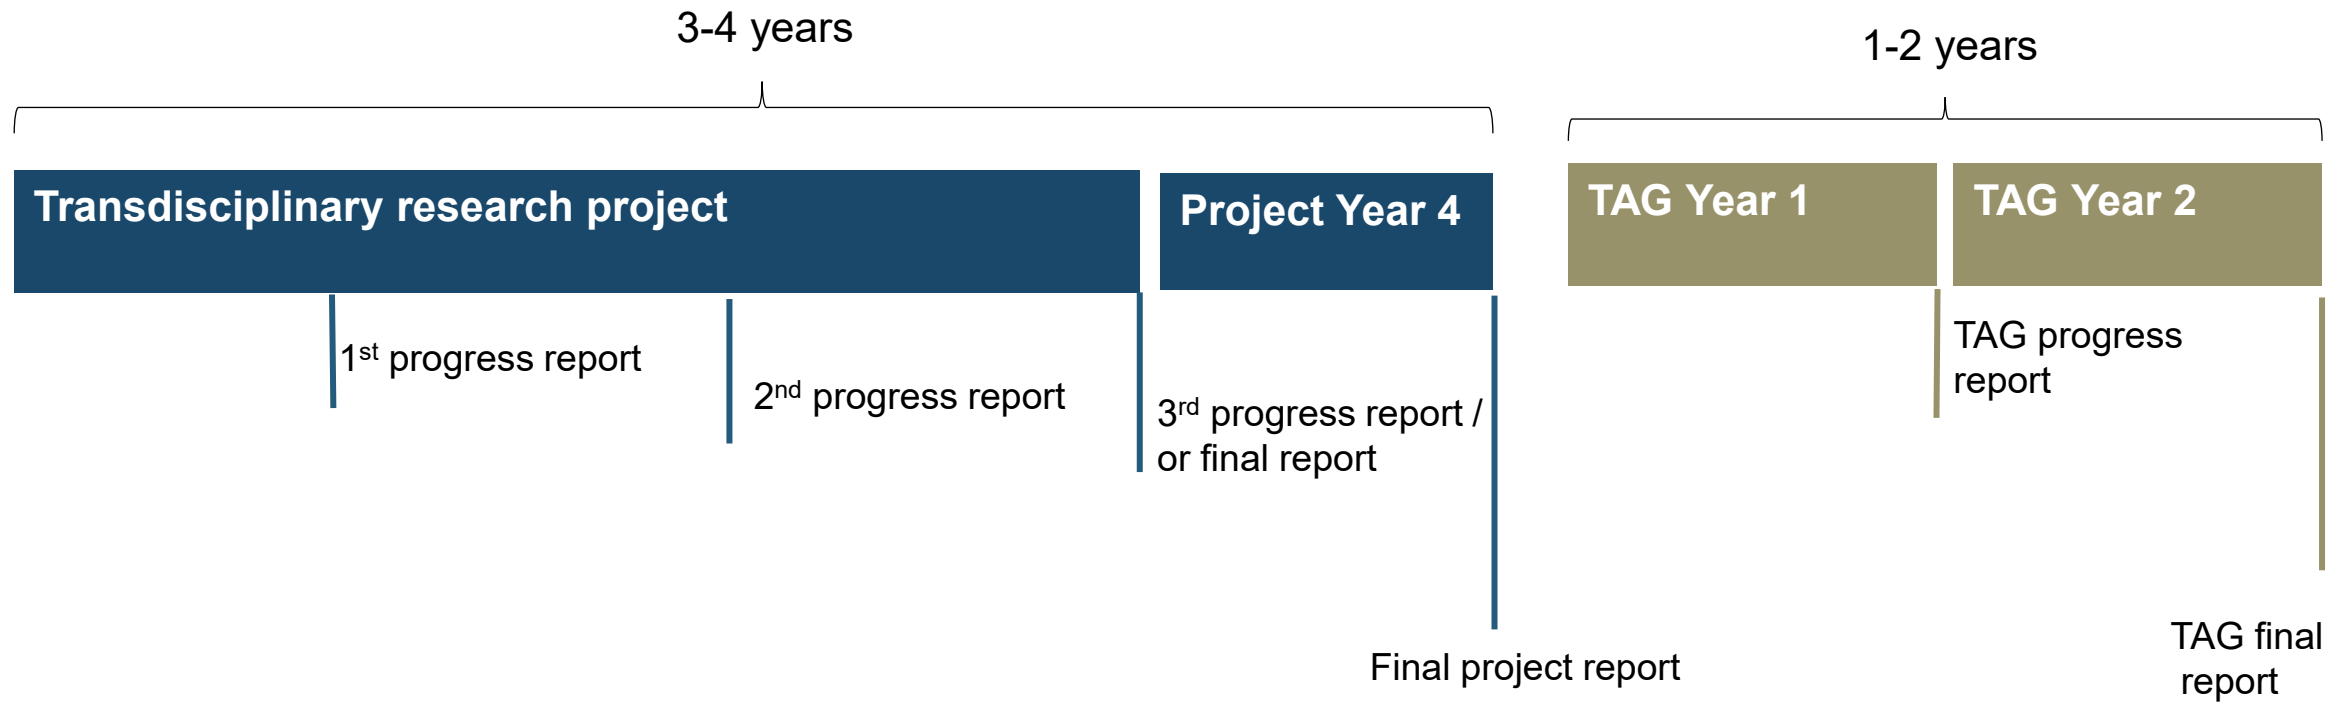 3-4 years
1-2 years
Transdisciplinary research project
Project Year 4
TAG Year 1
TAG Year 2
1st progress report
2nd progress report
3rd progress report /
or final report
Final project report
TAG progress
report
TAG final
report